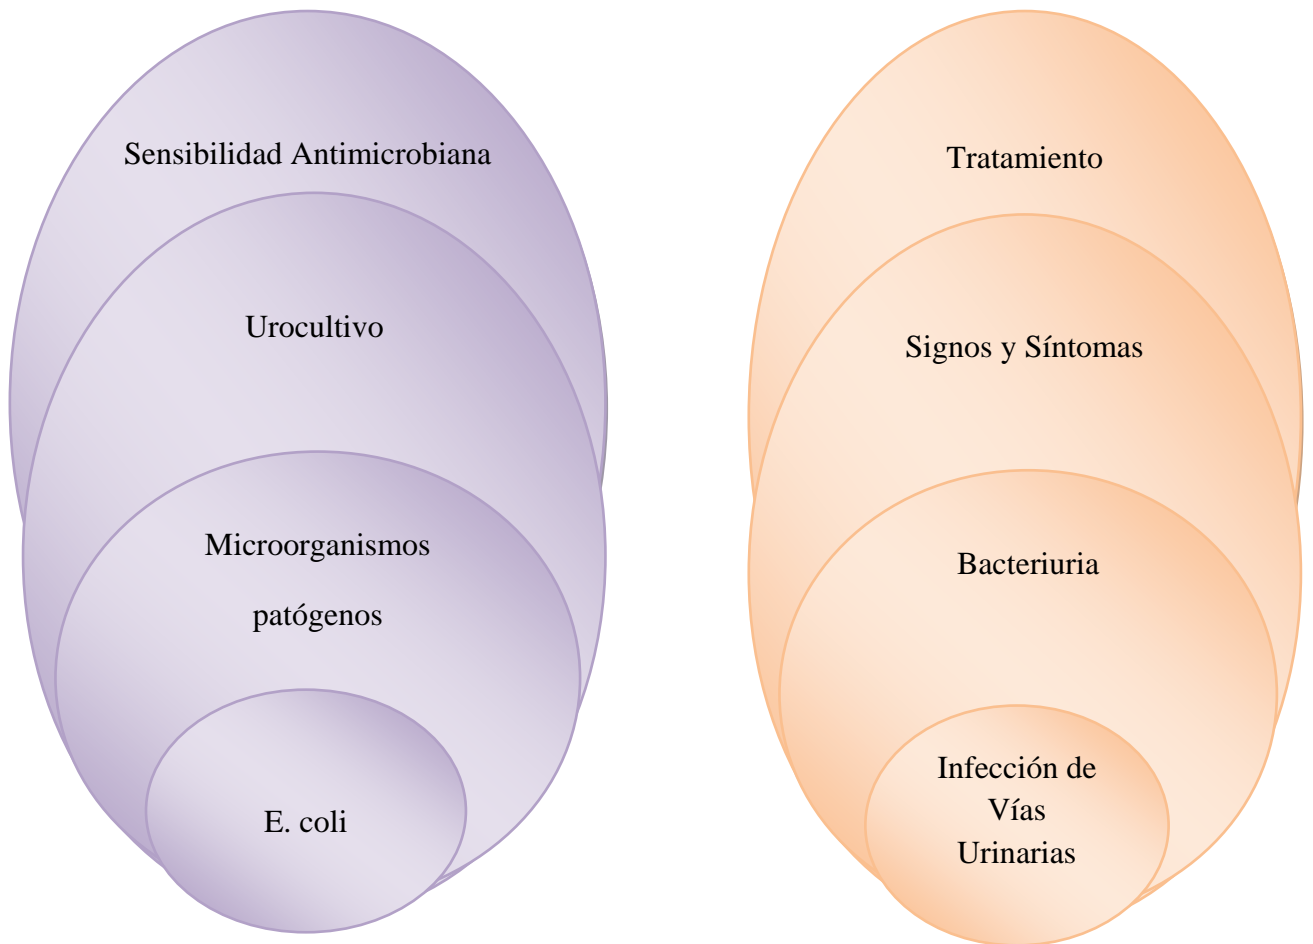 Sensibilidad Antimicrobiana
Urocultivo
Microorganismos
patógenos
E. coli
Tratamiento
Signos y Síntomas
Bacteriuria
Infección de
Vías
Urinarias